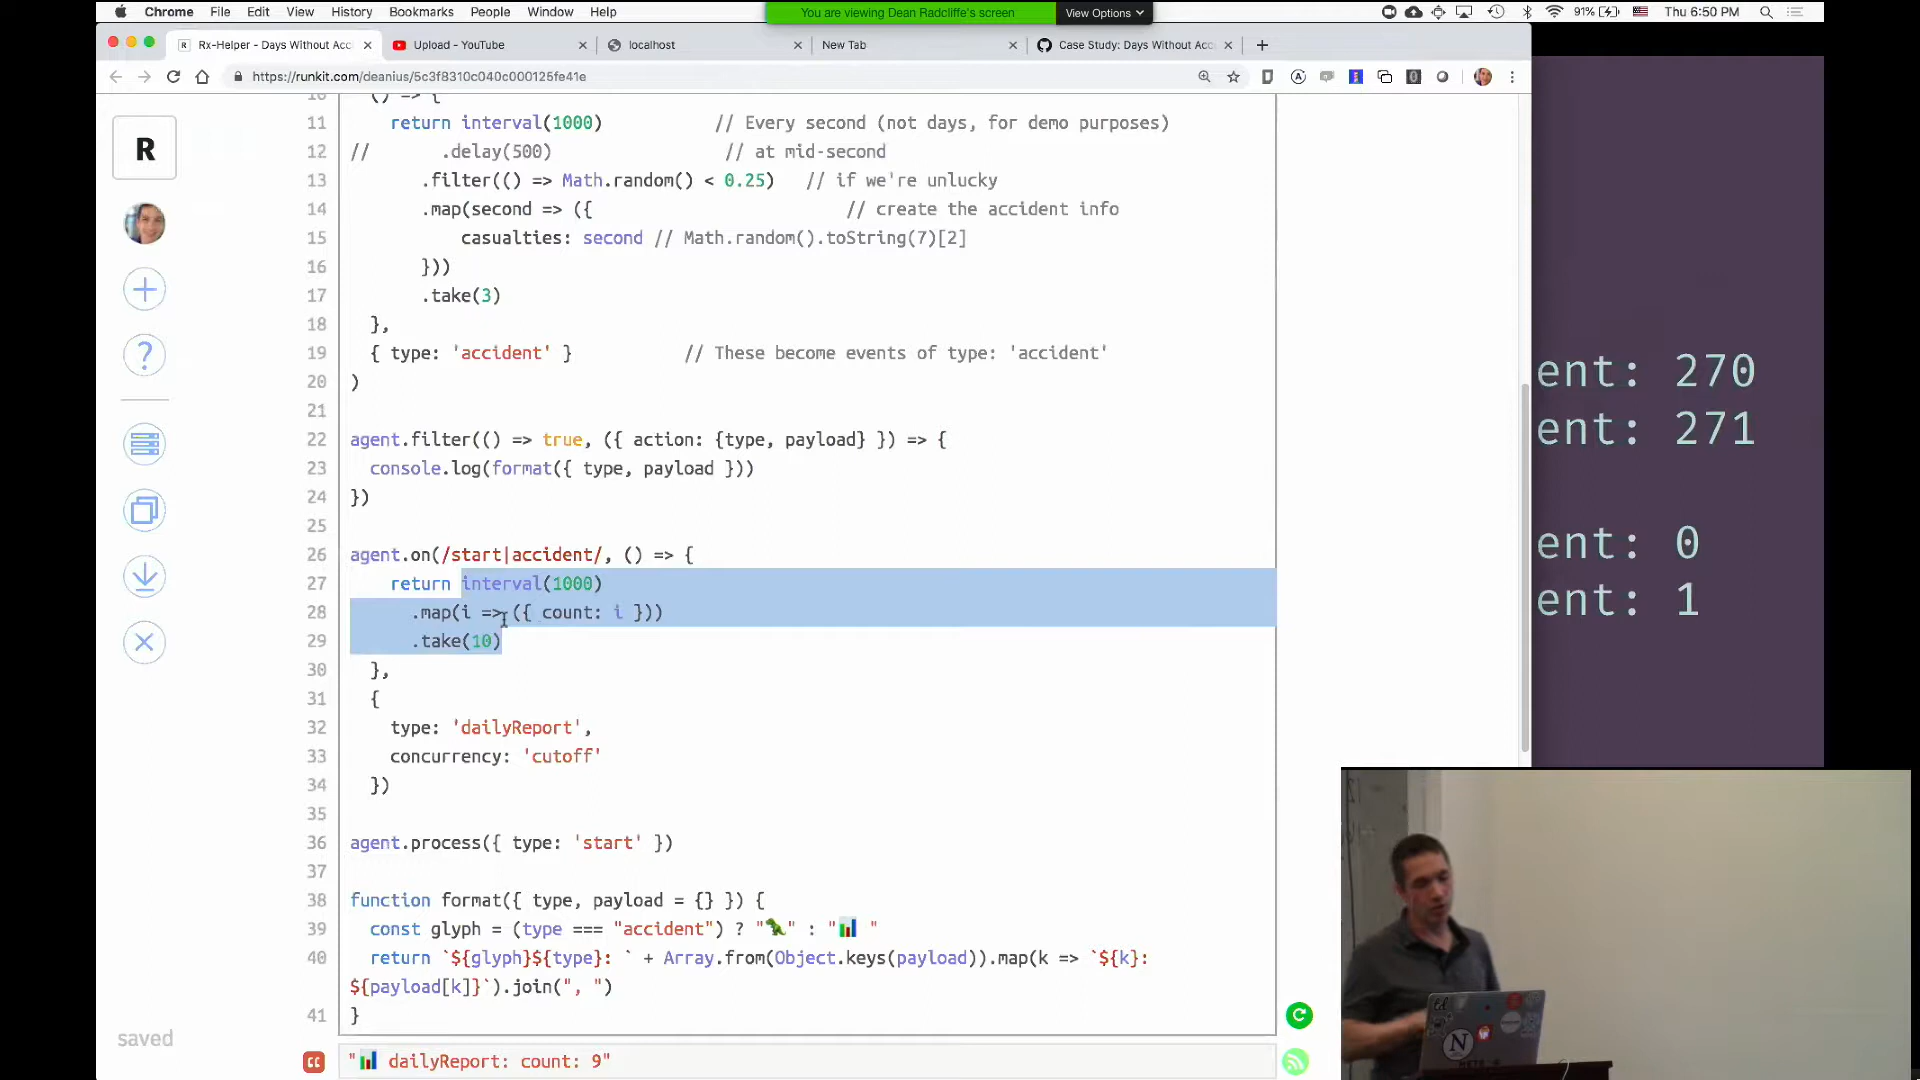 Chrome File Edit View History Bookmarks People Window Help
You are viewing Dean Radcliffe's screen
View Options
91% Thu 6:50 PM
Rx-Helper - Days Without Acc
Upload - YouTube
localhost
New Tab
Case Study: Days Without Acc
https://runkit.com/deanius/5c3f8310c040c000125fe41e
R
?
10 () => {
11 return interval(1000) // Every second (not days, for demo purposes)
12 // .delay(500) // at mid-second
13 .filter(() => Math.random() < 0.25) // if we're unlucky
14 .map(second => ({ // create the accident info
15 casualties: second // Math.random().toString(7)[2]
16 }))
17 .take(3)
18 },
19 { type: 'accident' } // These become events of type: 'accident'
20 )
21
22 agent.filter(() => true, ({ action: {type, payload} }) => {
23 console.log(format({ type, payload }))
24 })
25
26 agent.on(/start|accident/, () => {
27 return interval(1000)
28 .map(i => ({ count: i }))
29 .take(10)
30 },
31 {
32 type: 'dailyReport',
33 concurrency: 'cutoff'
34 })
35
36 agent.process({ type: 'start' })
37
38 function format({ type, payload = {} }) {
39 const glyph = (type === "accident") ? "🦖" : "📊 "
40 return `${glyph}${type}: ` + Array.from(Object.keys(payload)).map(k => `${k}:
${payload[k]}`).join(", ")
41 }
saved
"📊 dailyReport: count: 9"
ent: 270
ent: 271
ent: 0
ent: 1
N